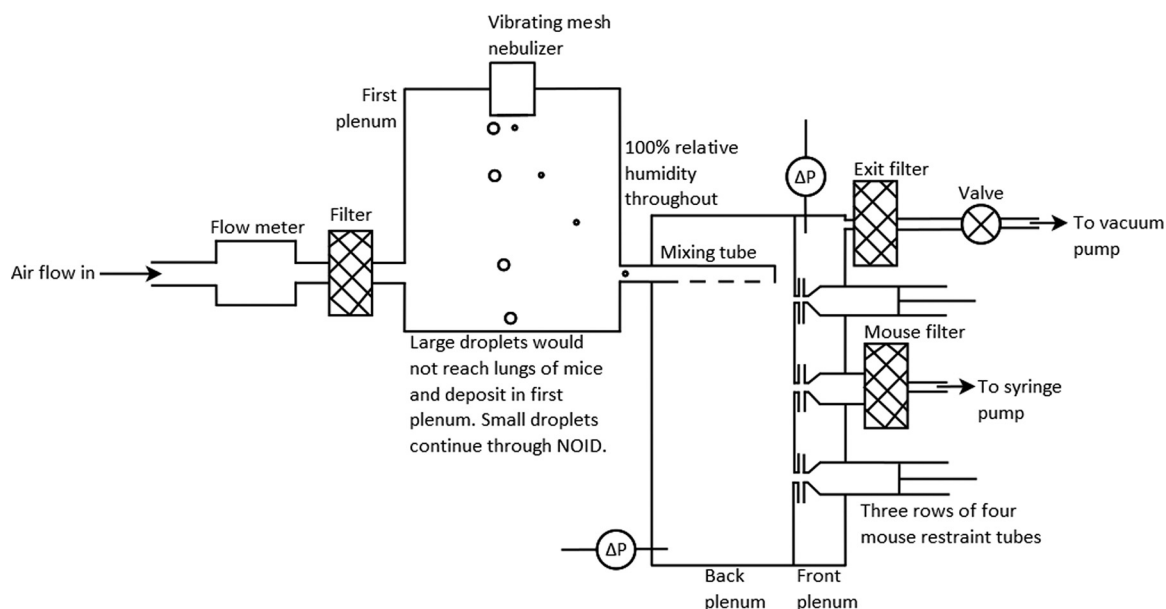 Vibrating mesh
nebulizer
First
plenum
100% relative
humidity
throughout
ΔP
Exit filter
Valve
Filter
Flow meter
Air flow in
Mixing tube
To vacuum
pump
Mouse filter
Large droplets would
not reach lungs of mice
and deposit in first
plenum. Small droplets
continue through NOID.
To syringe
pump
Three rows of four
mouse restraint tubes
ΔP
Back
plenum
Front
plenum